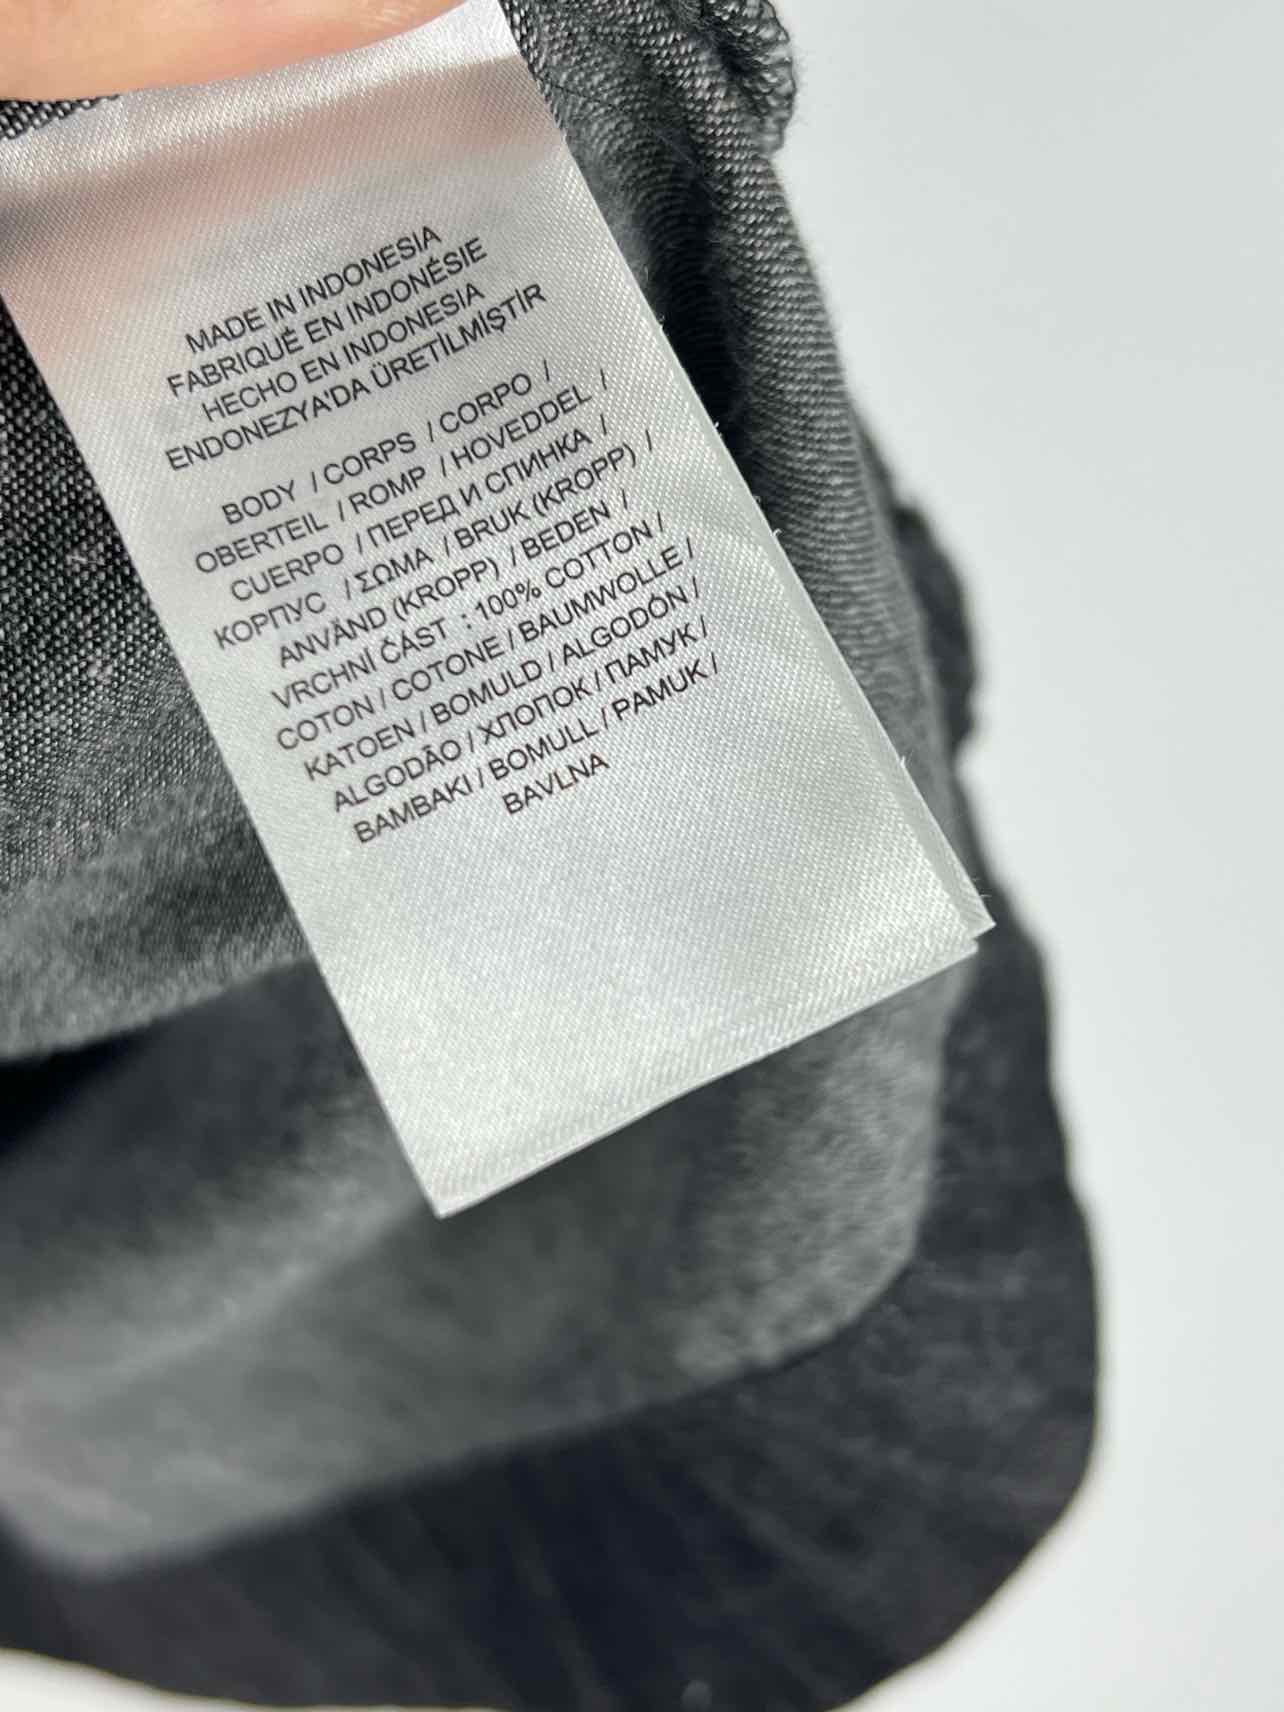 MADE IN INDONESIA
FABRIQUÉ EN INDONÉSIE
HECHO EN INDONESIA
ENDONEZYA'DA ÜRETİLMİŞTİR
BODY / CORPS / CORPO /
OBERTEIL / ROMP / HOVEDDEL /
CUERPO / ПЕРЕД И СПИНКА /
КОРПУС / ΣΩΜΑ / BRUK (KROPP) /
ANVÄND (KROPP) / BEDEN /
VRCHNÍ ČÁST : 100% COTTON /
COTON / COTONE / BAUMWOLLE /
KATOEN / BOMULD / ALGODÓN /
ALGODÃO / ХЛОПОК / ПАМУК /
BAMBAKI / BOMULL / PAMUK /
BAVLNA